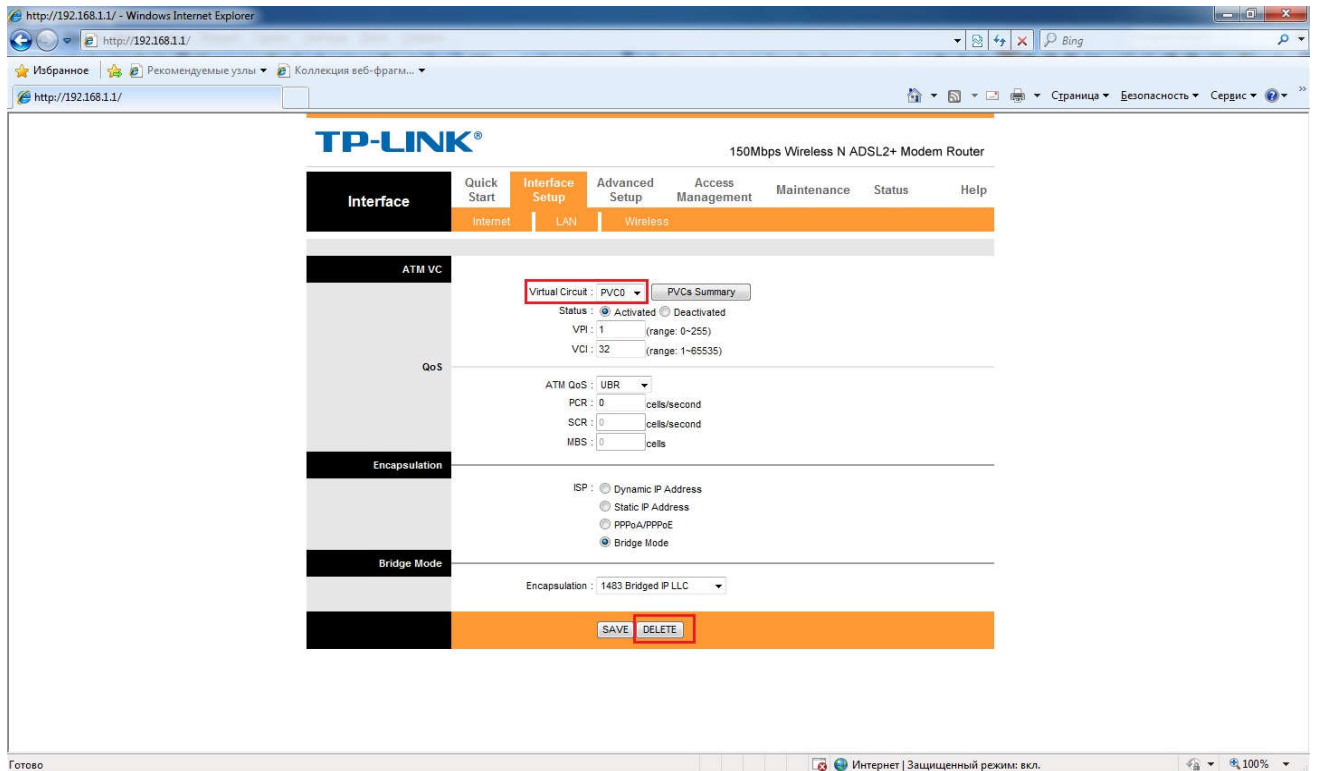 http://192.168.1.1/ - Windows Internet Explorer
http://192.168.1.1/
Bing
Избранное Рекомендуемые узлы Коллекция веб-фрагм...
http://192.168.1.1/
Страница Безопасность Сервис
TP-LINK®
150Mbps Wireless N ADSL2+ Modem Router
Interface
Quick Start Interface Setup Advanced Setup Access Management Maintenance Status Help
Internet LAN Wireless
ATM VC
Virtual Circuit : PVC0 PVCs Summary
Status : Activated Deactivated
VPI : 1 (range: 0~255)
VCI : 32 (range: 1~65535)
QoS
ATM QoS : UBR
PCR : 0 cells/second
SCR : 0 cells/second
MBS : 0 cells
Encapsulation
ISP : Dynamic IP Address
Static IP Address
PPPoA/PPPoE
Bridge Mode
Bridge Mode
Encapsulation : 1483 Bridged IP LLC
SAVE DELETE
Готово Интернет | Защищенный режим: вкл. 100%